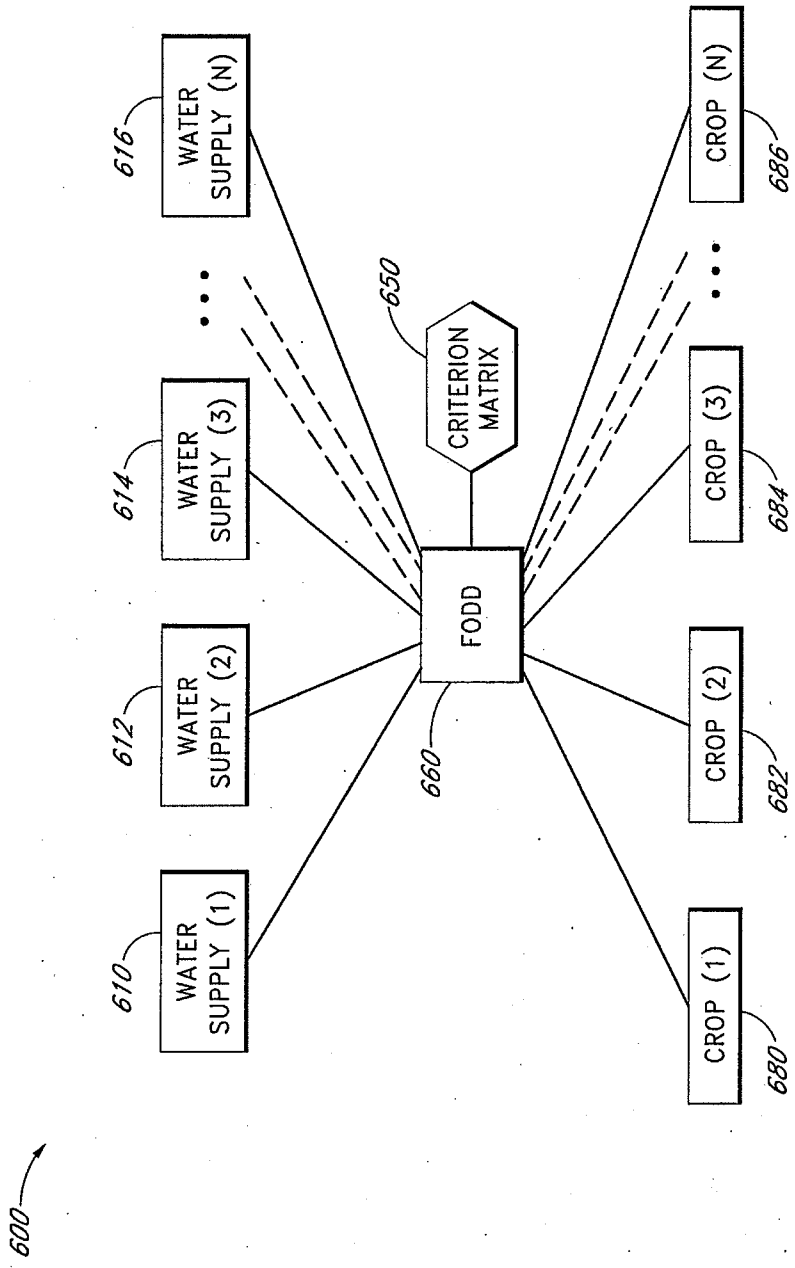 600
610
612
614
616
WATER
SUPPLY (1)
WATER
SUPPLY (2)
WATER
SUPPLY (3)
• • •
WATER
SUPPLY (N)
650
CRITERION
MATRIX
660
FODD
CROP (1)
CROP (2)
CROP (3)
• • •
CROP (N)
680
682
684
686